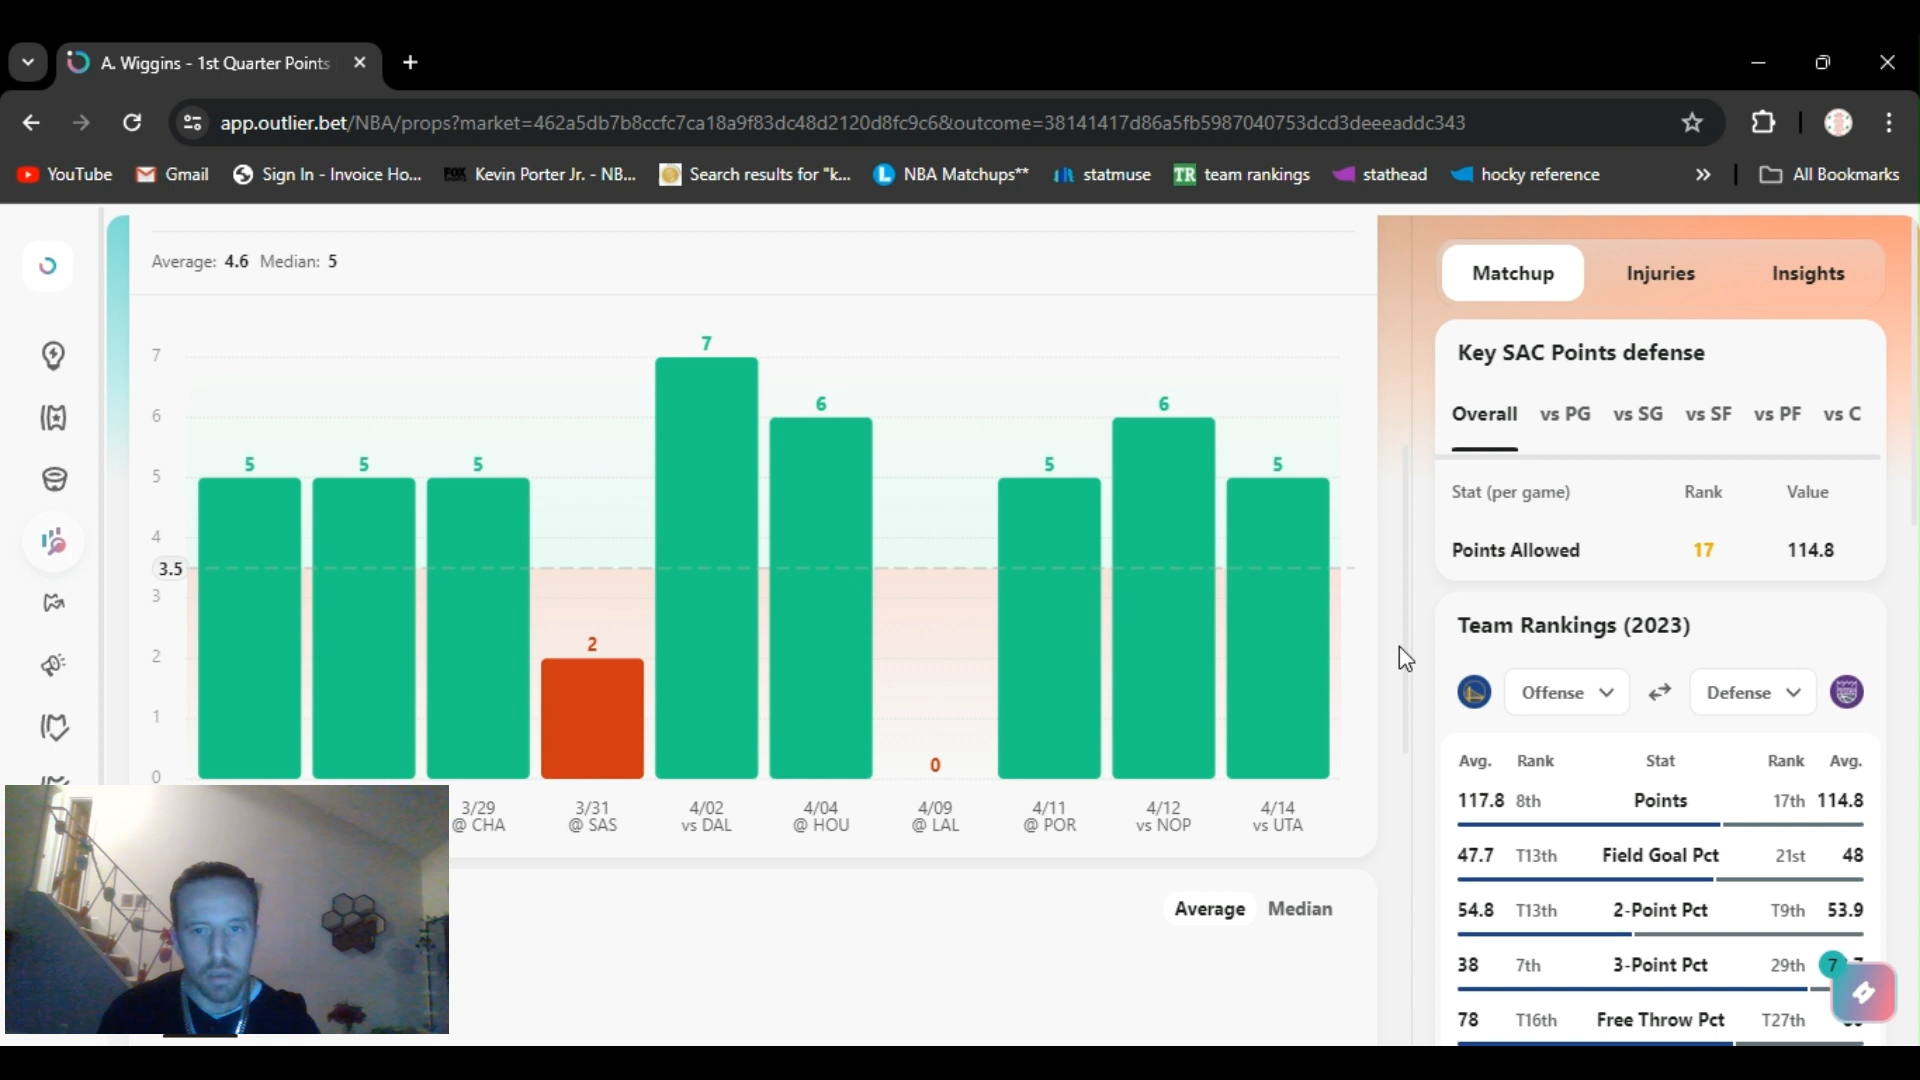 A. Wiggins - 1st Quarter Points
app.outlier.bet/NBA/props?market=462a5db7b8ccfc7ca18a9f83dc48d2120d8fc9c6&outcome=38141417d86a5fb5987040753dcd3deeeaddc343
YouTube Gmail Sign In - Invoice Ho... FOX Kevin Porter Jr. - NB... Search results for "k... L NBA Matchups** statmuse TR team rankings stathead hocky reference » All Bookmarks
Average: 4.6 Median: 5
7
6
5
4
3.5
3
2
1
0
5 5 5 2 7 6 0 5 6 5
3/29 3/31 4/02 4/04 4/09 4/11 4/12 4/14
@ CHA @ SAS vs DAL @ HOU @ LAL @ POR vs NOP vs UTA
Average Median
Matchup Injuries Insights
Key SAC Points defense
Overall vs PG vs SG vs SF vs PF vs C
Stat (per game) Rank Value
Points Allowed 17 114.8
Team Rankings (2023)
Offense Defense
Avg. Rank Stat Rank Avg.
117.8 8th Points 17th 114.8
47.7 T13th Field Goal Pct 21st 48
54.8 T13th 2-Point Pct T9th 53.9
38 7th 3-Point Pct 29th
7
78 T16th Free Throw Pct T27th